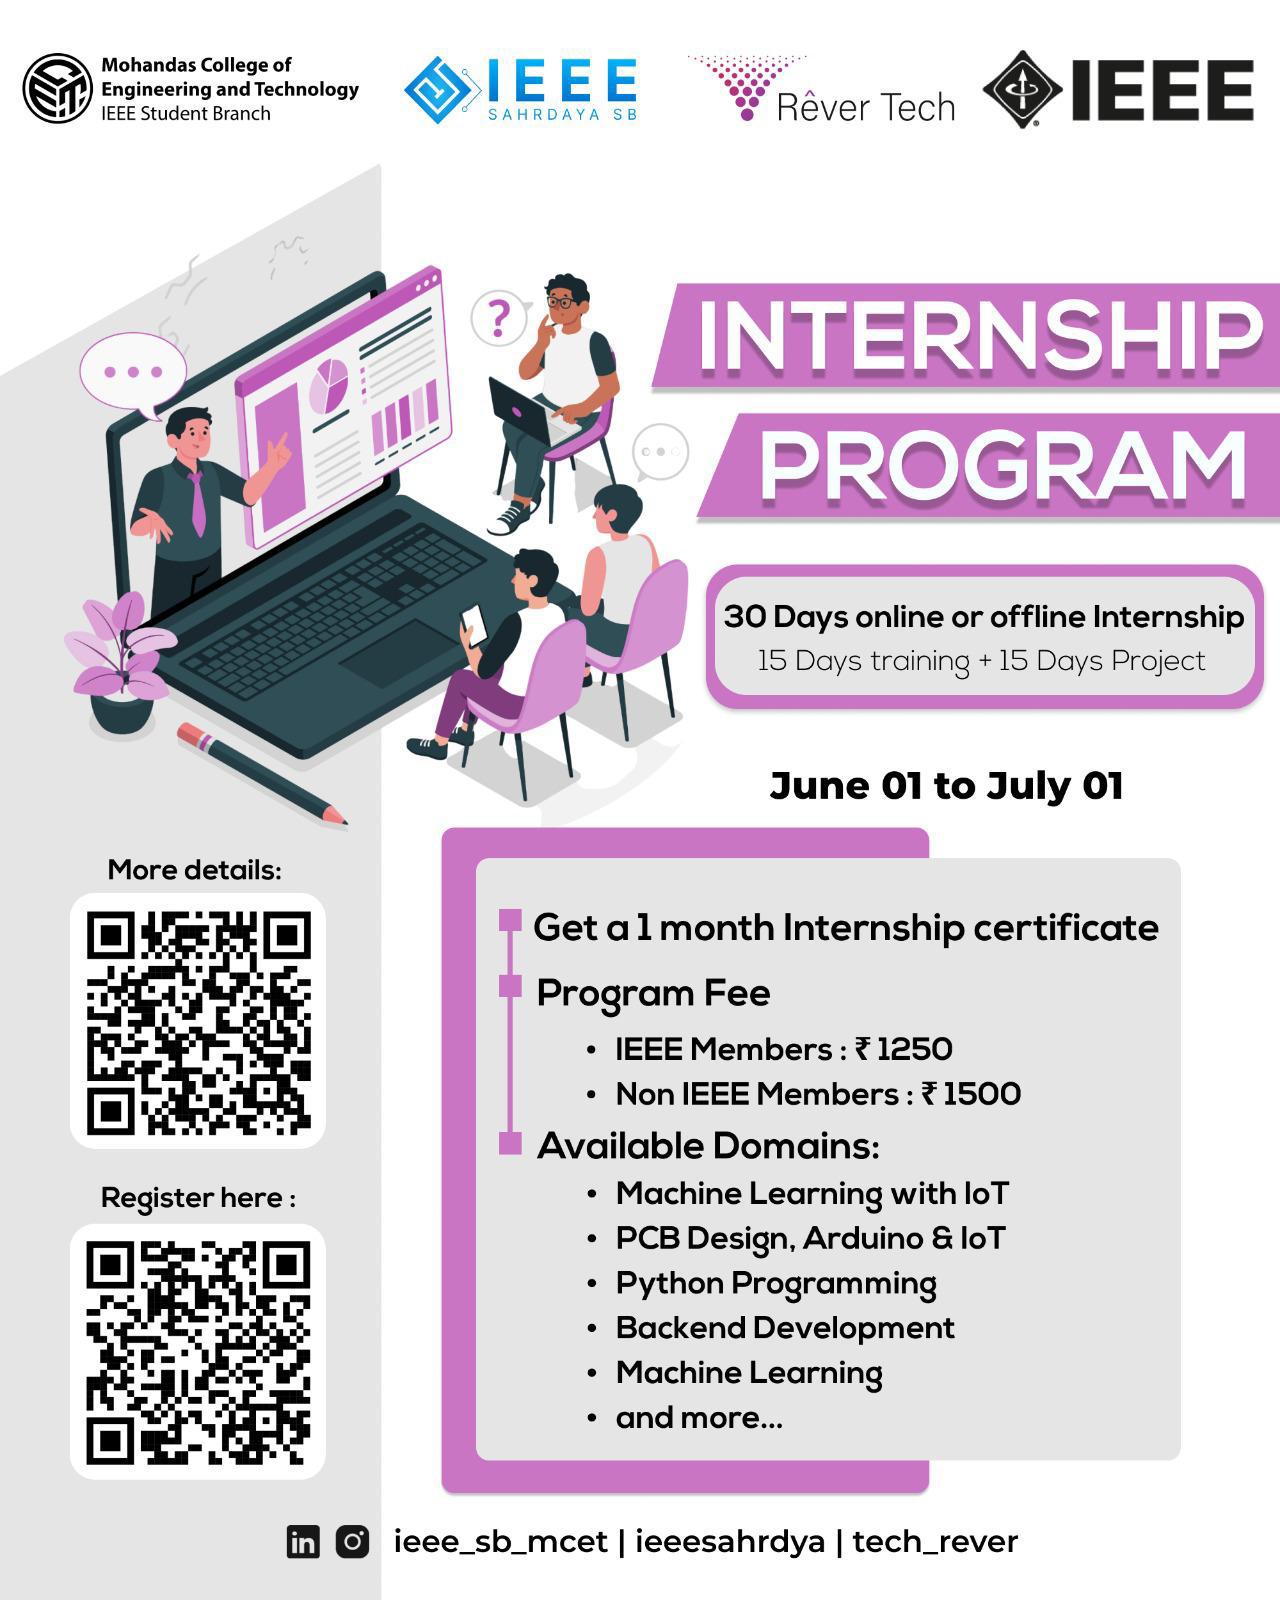 Mohandas College of
Engineering and Technology
IEEE Student Branch
IEEE
SAHRDAYA SB
Rêver Tech
IEEE
INTERNSHIP
PROGRAM
30 Days online or offline Internship
15 Days training + 15 Days Project
June 01 to July 01
More details:
Register here :
Get a 1 month Internship certificate
Program Fee
• IEEE Members : ₹ 1250
• Non IEEE Members : ₹ 1500
Available Domains:
• Machine Learning with IoT
• PCB Design, Arduino & IoT
• Python Programming
• Backend Development
• Machine Learning
• and more...
ieee_sb_mcet | ieeesahrdya | tech_rever